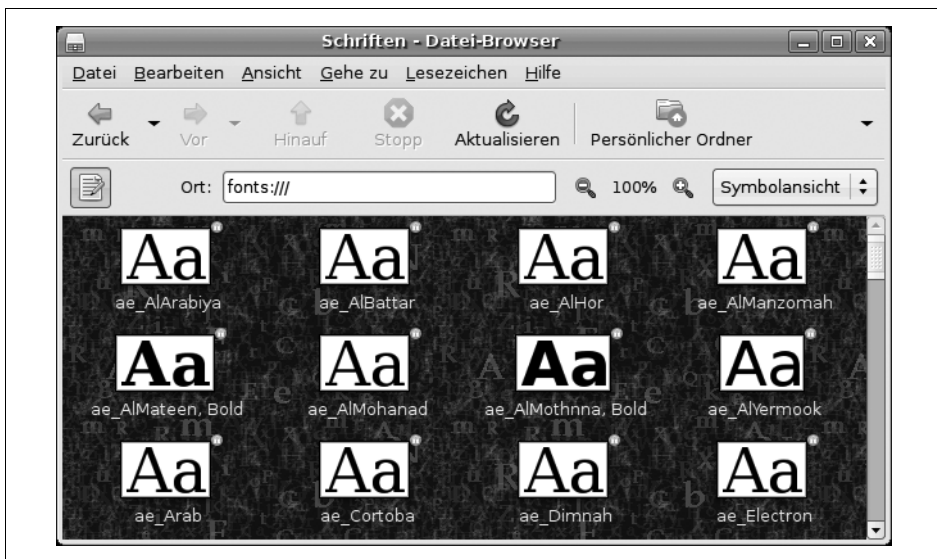 Schriften - Datei-Browser
Datei Bearbeiten Ansicht Gehe zu Lesezeichen Hilfe
Zurück Vor Hinauf Stopp Aktualisieren Persönlicher Ordner
Ort: fonts:/// 100% Symbolansicht
Aa Aa Aa Aa
ae_AlArabiya ae_AlBattar ae_AlHor ae_AlManzomah
Aa Aa Aa Aa
ae_AlMateen, Bold ae_AlMohanad ae_AlMothnna, Bold ae_AlYermook
Aa Aa Aa Aa
ae_Arab ae_Cortoba ae_Dimnah ae_Electron